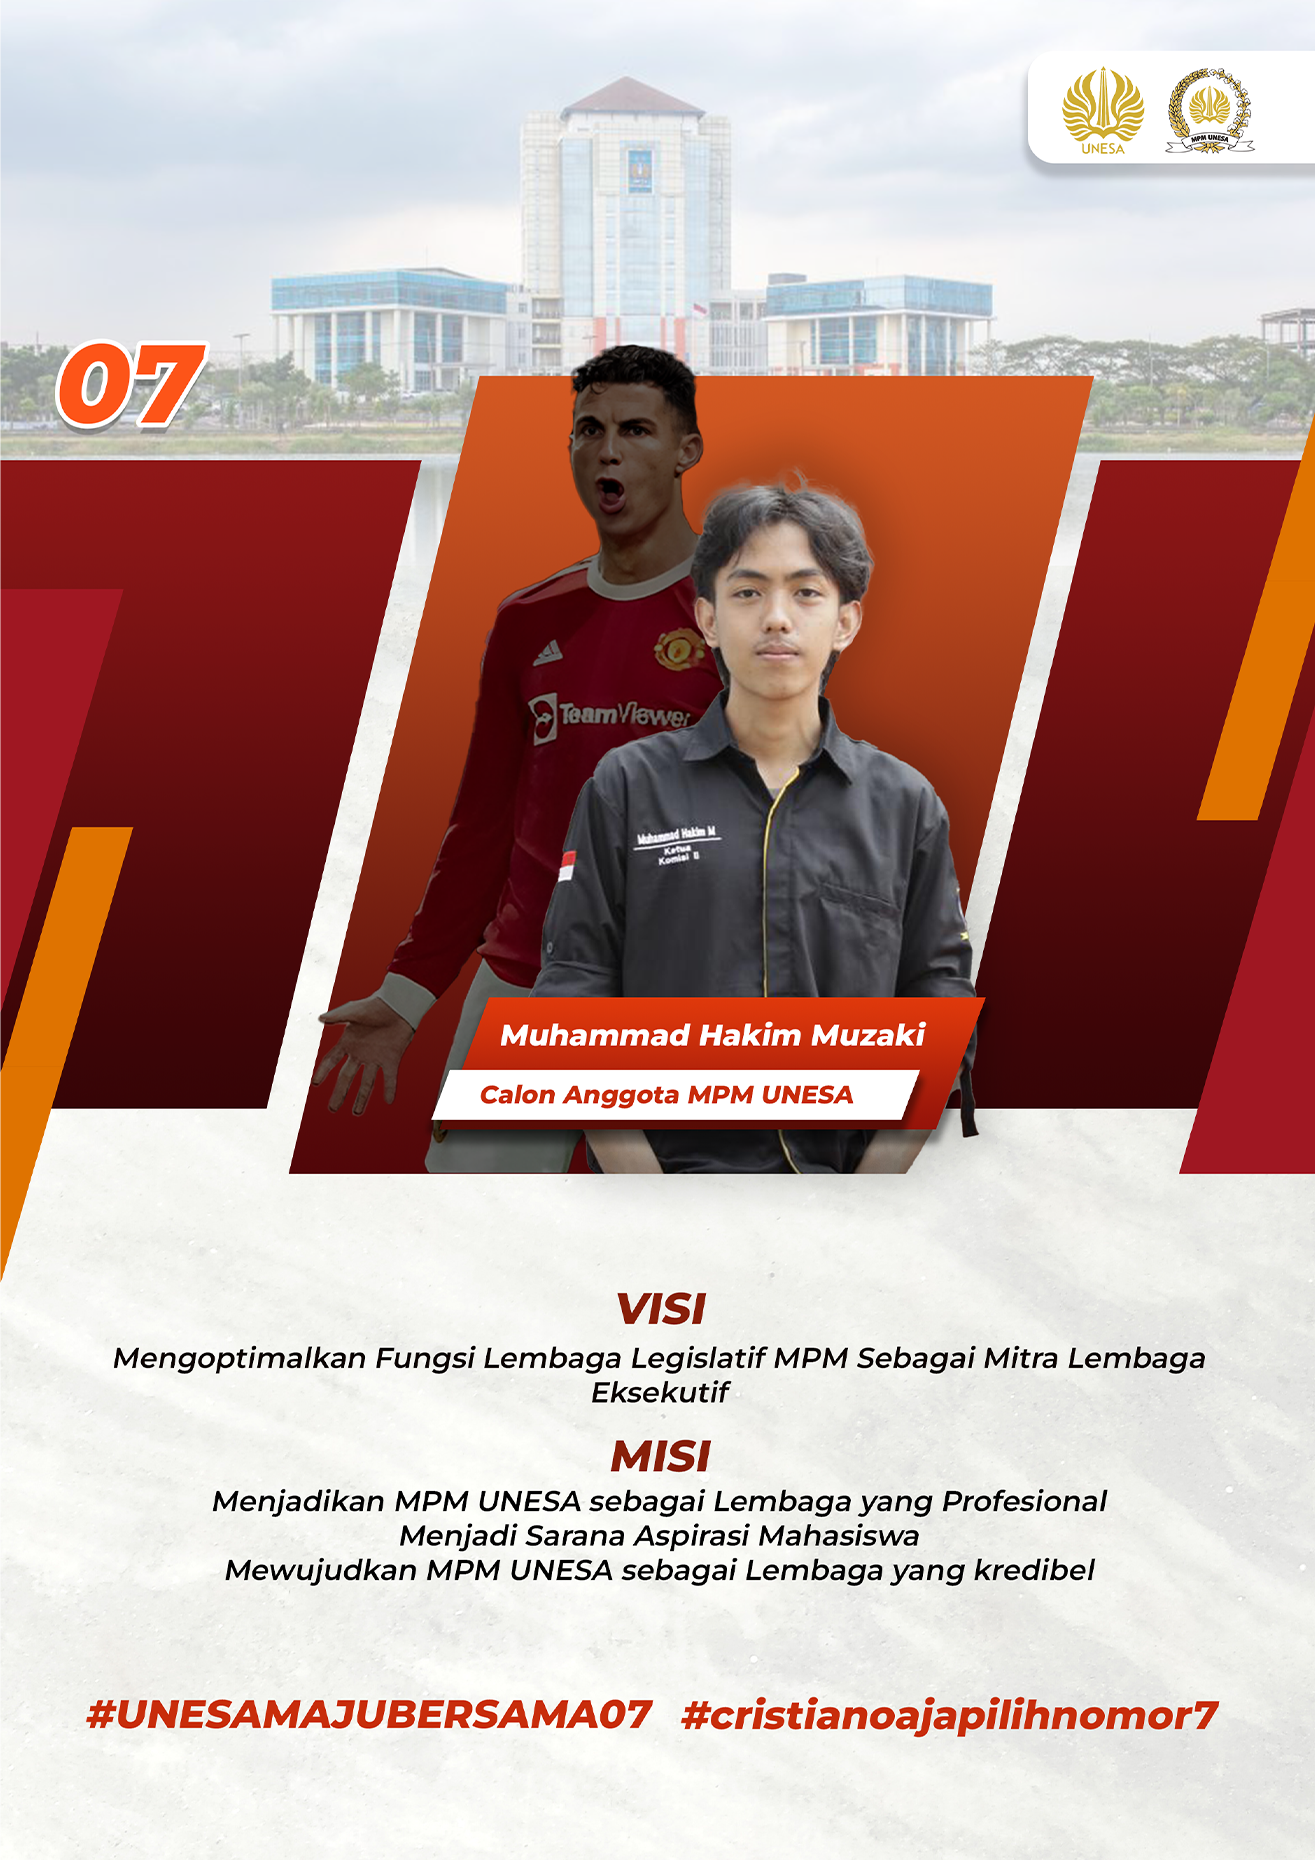 UNESA
MPM UNESA
07
TeamViewer
Muhammad Hakim M
Ketua
Komisi II
Muhammad Hakim Muzaki
Calon Anggota MPM UNESA
VISI
Mengoptimalkan Fungsi Lembaga Legislatif MPM Sebagai Mitra Lembaga
Eksekutif
MISI
Menjadikan MPM UNESA sebagai Lembaga yang Profesional
Menjadi Sarana Aspirasi Mahasiswa
Mewujudkan MPM UNESA sebagai Lembaga yang kredibel
#UNESAMAJUBERSAMA07 #cristianoajapilihnomor7